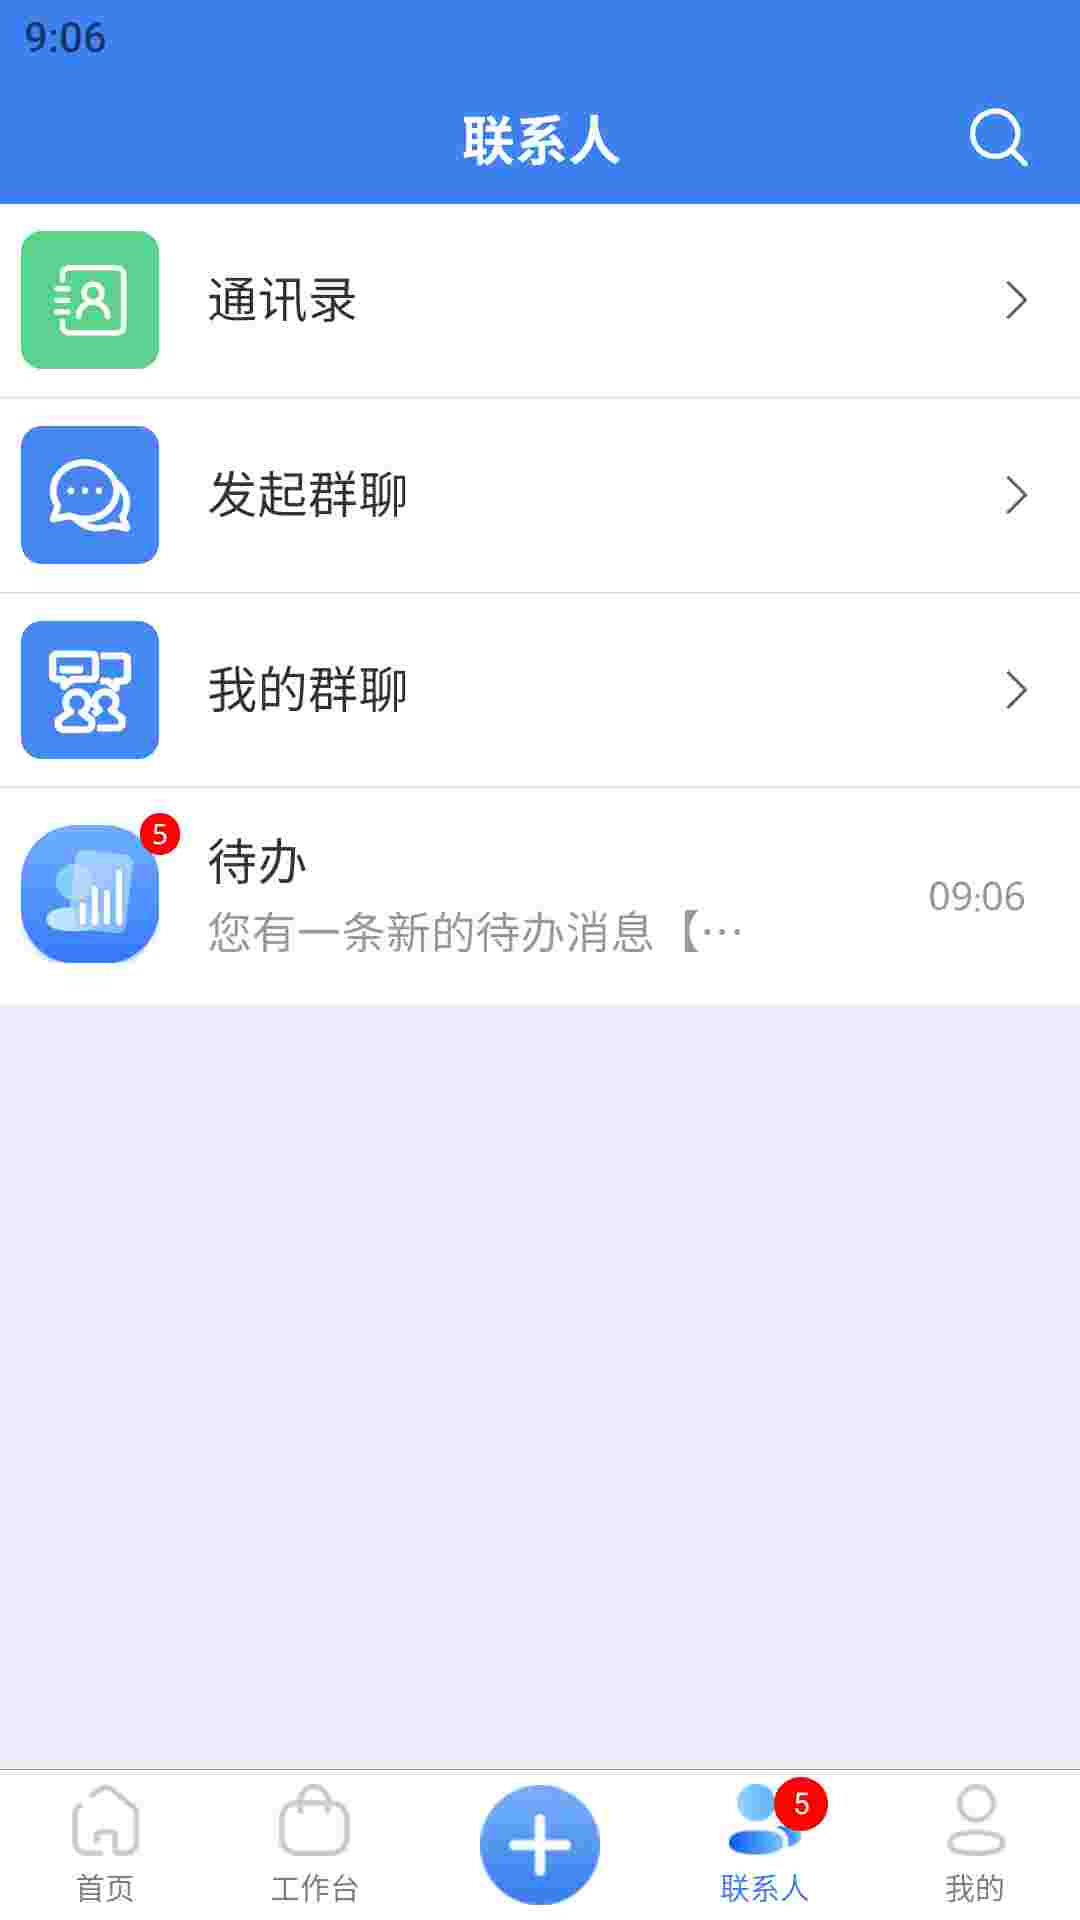 9:06
联系人
通讯录
发起群聊
我的群聊
5
待办
您有一条新的待办消息【…
09:06
5
首页
工作台
联系人
我的